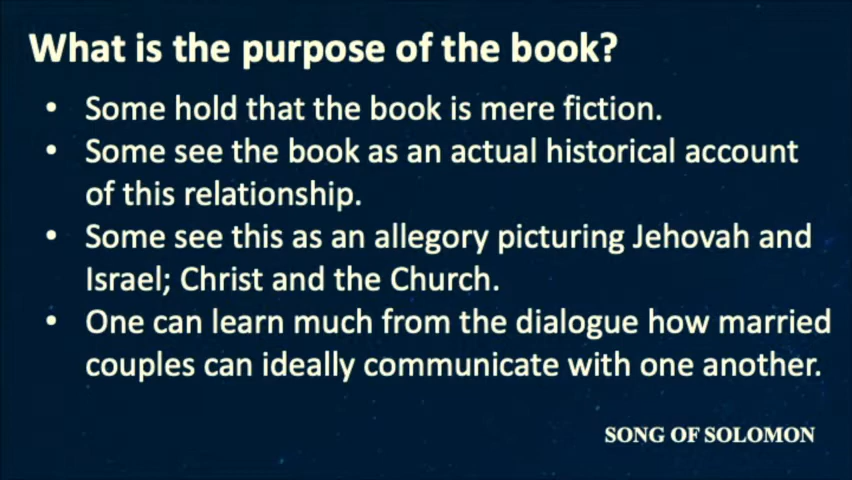 What is the purpose of the book?
• Some hold that the book is mere fiction.
• Some see the book as an actual historical account
of this relationship.
• Some see this as an allegory picturing Jehovah and
Israel; Christ and the Church.
• One can learn much from the dialogue how married
couples can ideally communicate with one another.
SONG OF SOLOMON